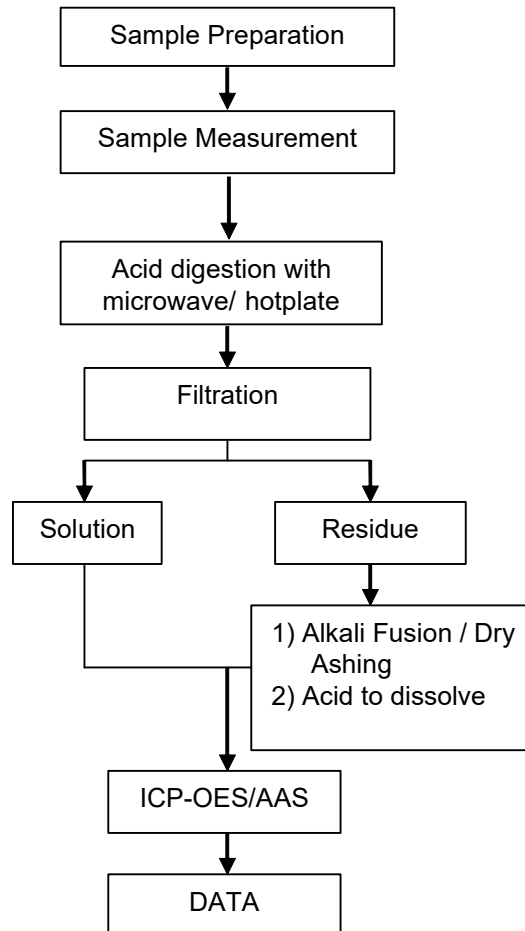 Sample Preparation
Sample Measurement
Acid digestion with
microwave/ hotplate
Filtration
Solution
Residue
1) Alkali Fusion / Dry
Ashing
2) Acid to dissolve
ICP-OES/AAS
DATA